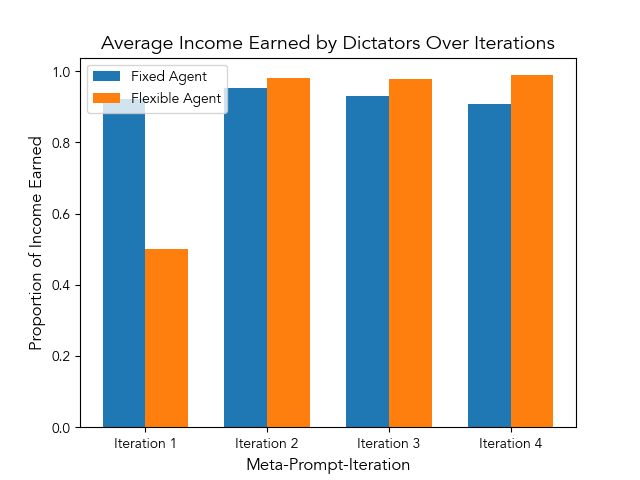 Average Income Earned by Dictators Over Iterations
Fixed Agent
Flexible Agent
1.0
0.8
0.6
0.4
0.2
0.0
Proportion of Income Earned
Iteration 1
Iteration 2
Iteration 3
Iteration 4
Meta-Prompt-Iteration